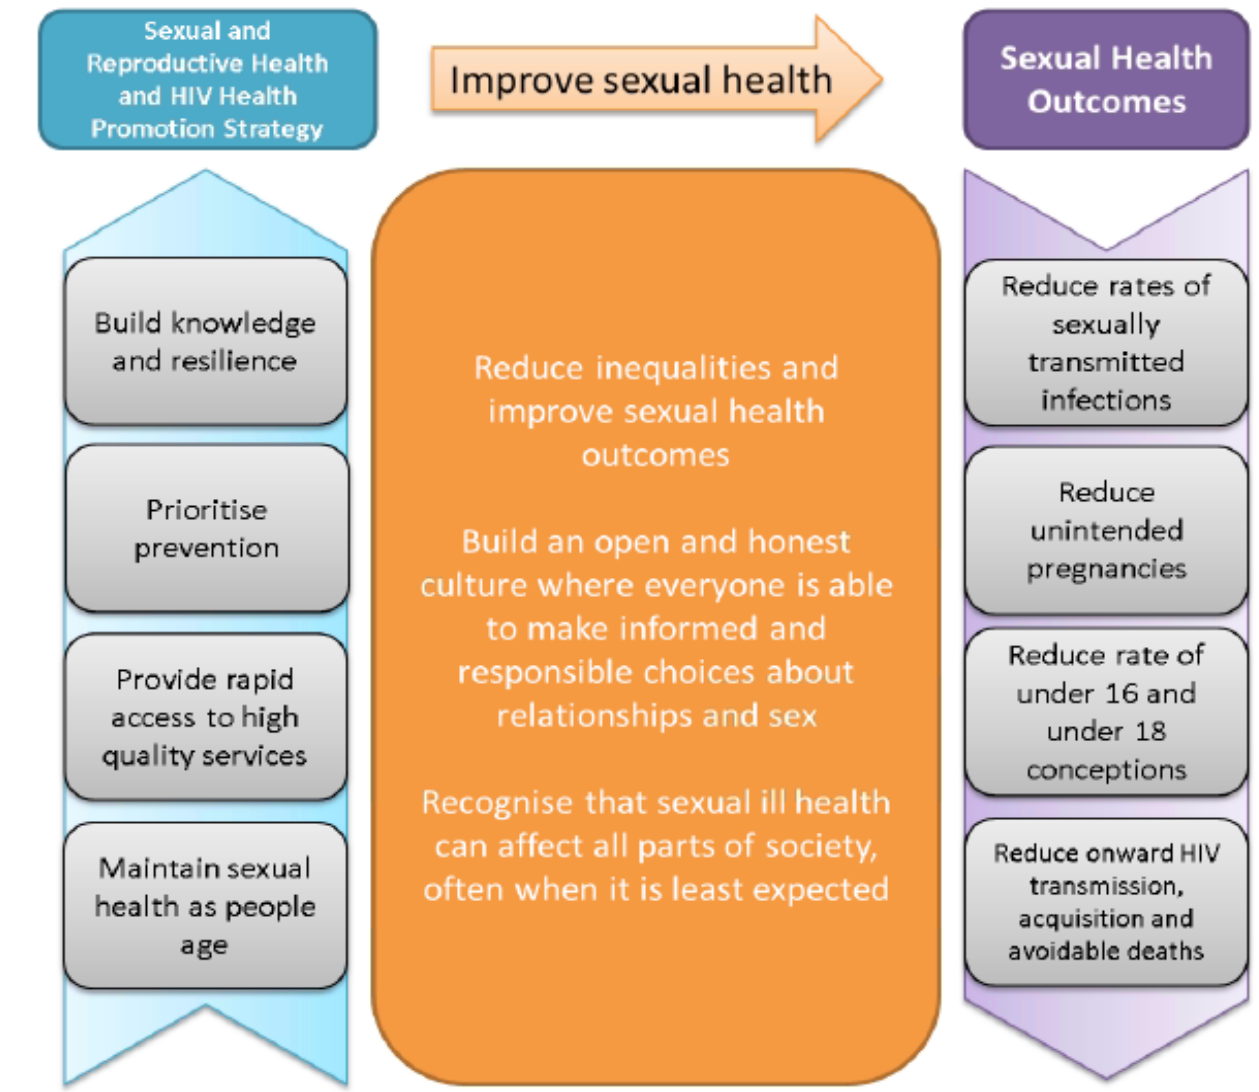 Sexual and
Reproductive Health
and HIV Health
Promotion Strategy
Improve sexual health
Sexual Health
Outcomes
Build knowledge
and resilience
Prioritise
prevention
Provide rapid
access to high
quality services
Maintain sexual
health as people
age
Reduce inequalities and
improve sexual health
outcomes
Build an open and honest
culture where everyone is able
to make informed and
responsible choices about
relationships and sex
Recognise that sexual ill health
can affect all parts of society,
often when it is least expected
Reduce rates of
sexually
transmitted
infections
Reduce
unintended
pregnancies
Reduce rate of
under 16 and
under 18
conceptions
Reduce onward HIV
transmission,
acquisition and
avoidable deaths